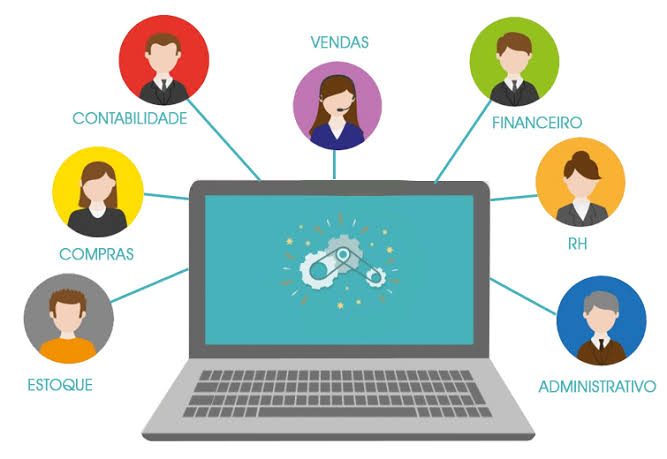 VENDAS
CONTABILIDADE
FINANCEIRO
COMPRAS
RH
ESTOQUE
ADMINISTRATIVO